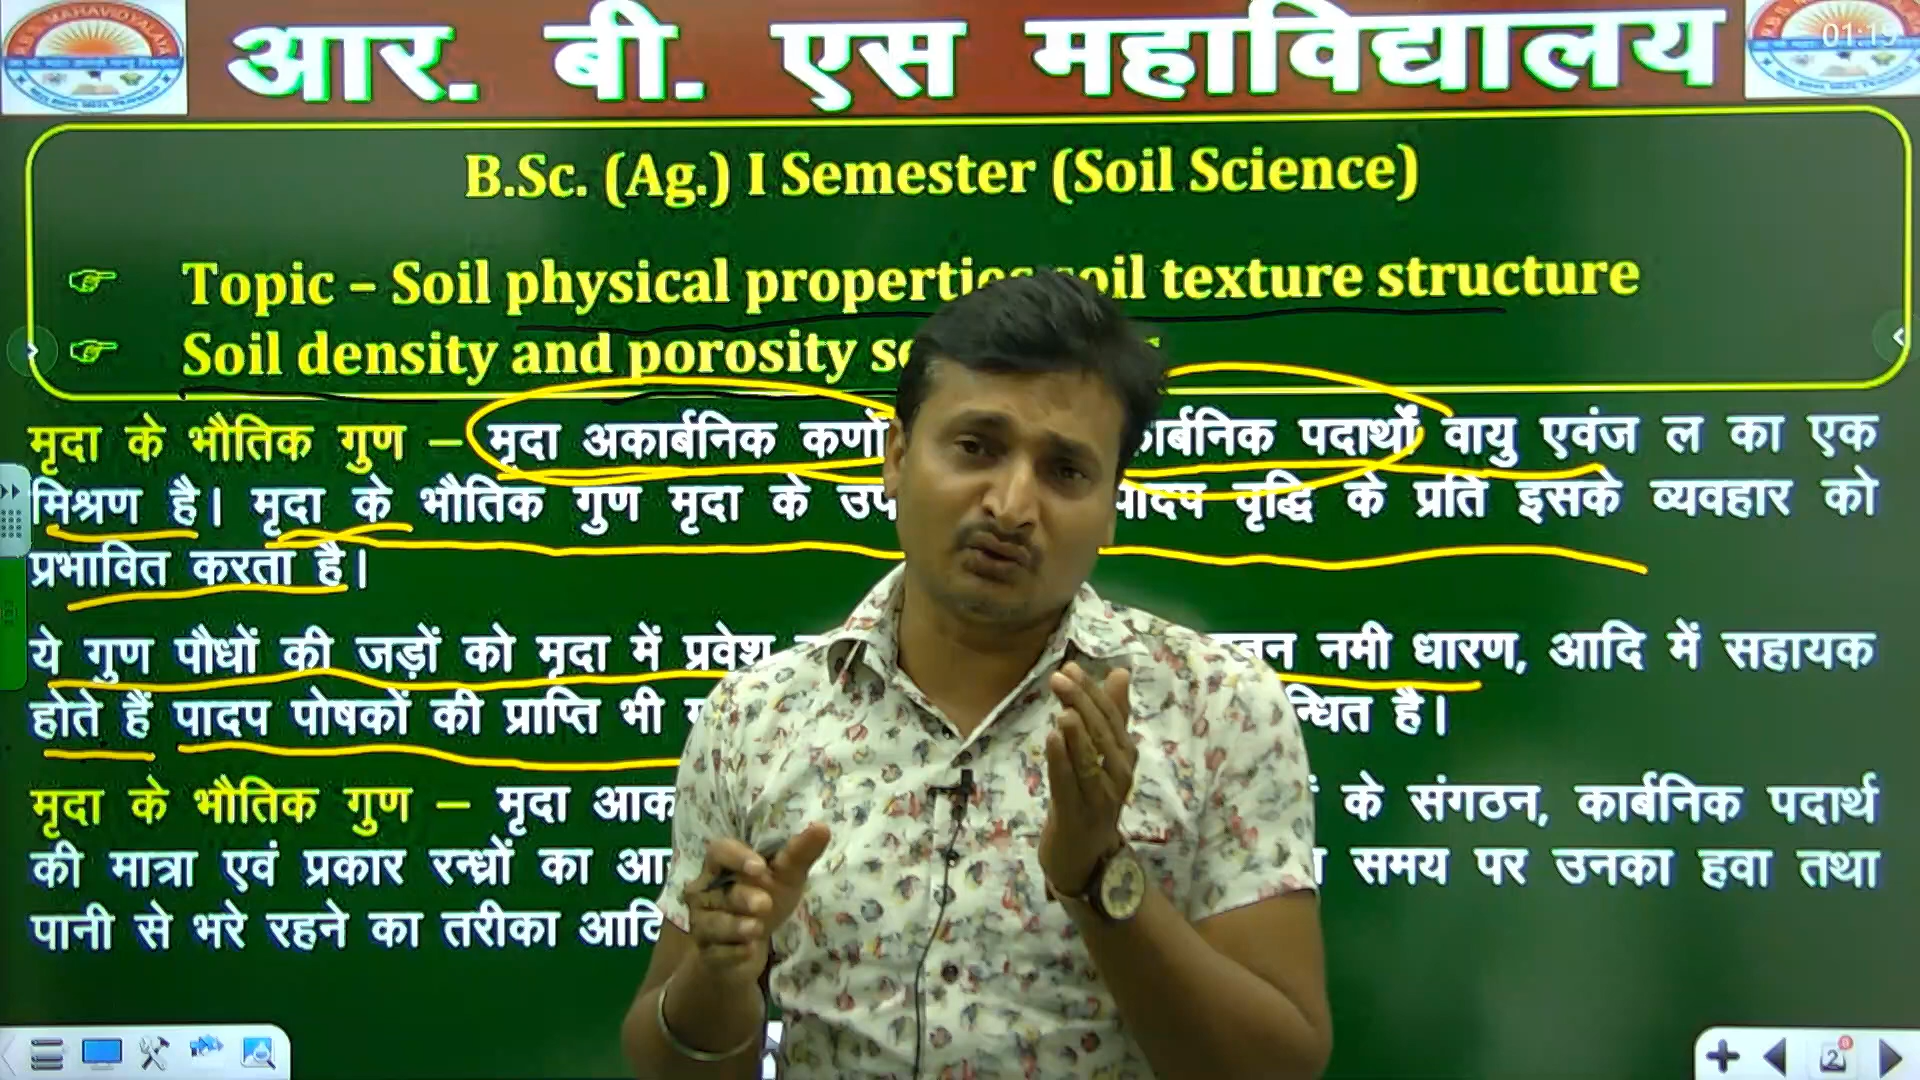 आर. बी. एस महाविद्यालय
01:15
B.Sc. (Ag.) I Semester (Soil Science)
Topic – Soil physical properties soil texture structure
Soil density and porosity
मृदा के भौतिक गुण – मृदा अकार्बनिक कणों कार्बनिक पदार्थों वायु एवंज ल का एक
मिश्रण है। मृदा के भौतिक गुण मृदा के पादप वृद्धि के प्रति इसके व्यवहार को
प्रभावित करता है।
ये गुण पौधों की जड़ों को मृदा में प्रवेश नमी धारण, आदि में सहायक
होते हैं पादप पोषकों की प्राप्ति भी है।
मृदा के भौतिक गुण – मृदा के संगठन, कार्बनिक पदार्थ
की मात्रा एवं प्रकार रन्ध्रों का समय पर उनका हवा तथा
पानी से भरे रहने का तरीका आदि
2